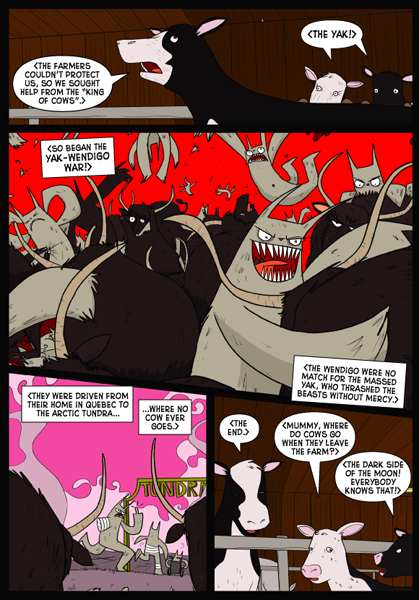 <THE FARMERS
COULDN'T PROTECT
US, SO WE SOUGHT
HELP FROM THE "KING
OF COWS".>
<THE YAK!>
<SO BEGAN THE
YAK-WENDIGO
WAR!>
<THE WENDIGO WERE NO
MATCH FOR THE MASSED
YAK, WHO THRASHED THE
BEASTS WITHOUT MERCY.>
<THEY WERE DRIVEN FROM
THEIR HOME IN QUEBEC TO
THE ARCTIC TUNDRA...
...WHERE NO
COW EVER
GOES.>
TUNDRA
<THE
END.>
<MUMMY, WHERE
DO COWS GO
WHEN THEY LEAVE
THE FARM?>
<THE DARK SIDE
OF THE MOON!
EVERYBODY
KNOWS THAT!>